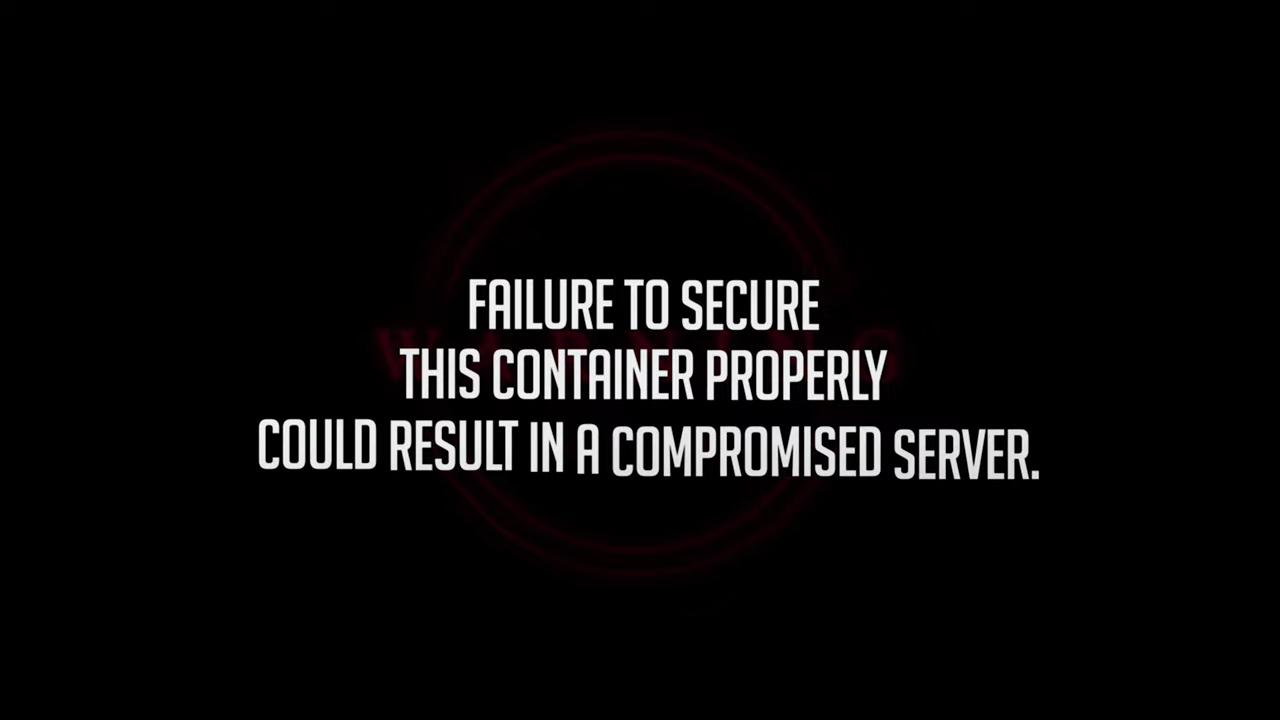 FAILURE TO SECURE
THIS CONTAINER PROPERLY
COULD RESULT IN A COMPROMISED SERVER.